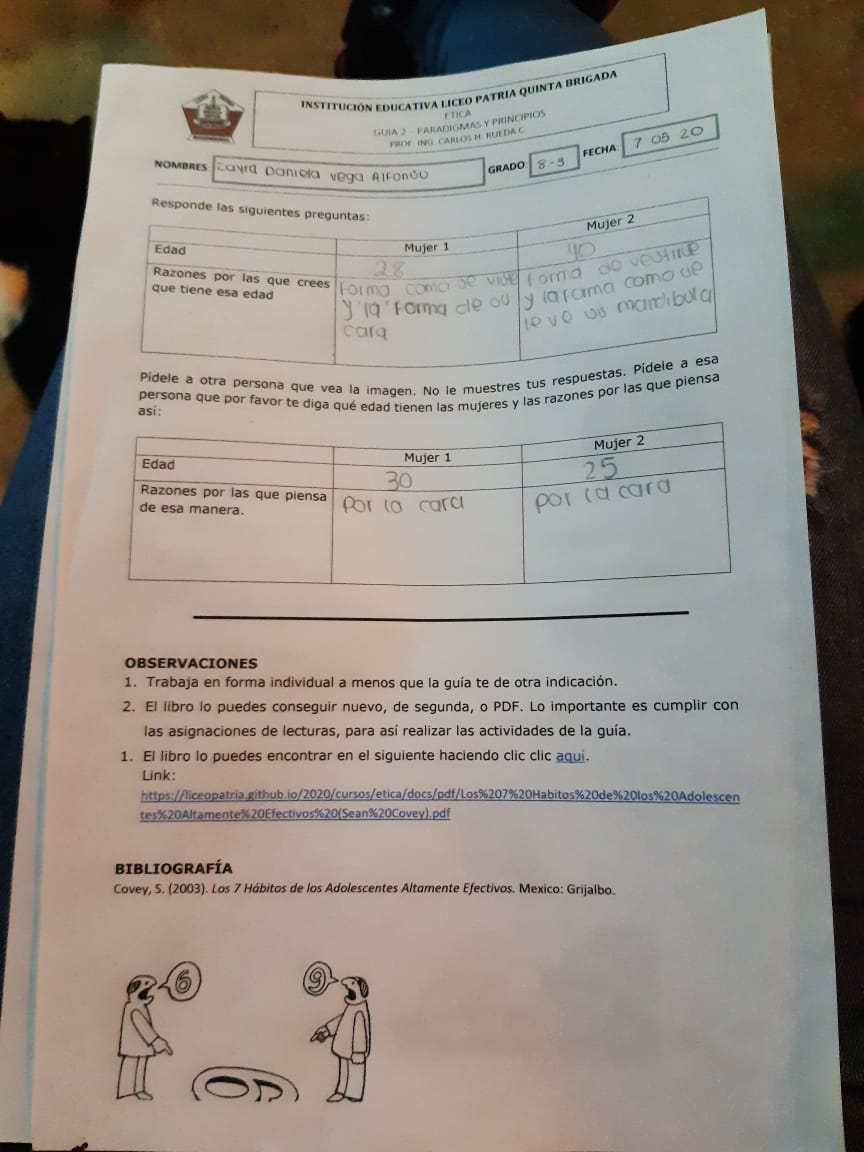 INSTITUCIÓN EDUCATIVA LICEO PATRIA QUINTA BRIGADA
ETICA
GUIA 2 – PARADIGMAS Y PRINCIPIOS
PROF. ING. CARLOS H. RUEDA C.
NOMBRES Zayra Daniela vega Alfonso GRADO: 8-3 FECHA: 7 05 20
Responde las siguientes preguntas:
Mujer 1 Mujer 2
Edad 28 40
Razones por las que crees que tiene esa edad
Forma como se viste
y la forma de su
cara
forma de vestirse
y la forma como se
le ve su mandibula
Pídele a otra persona que vea la imagen. No le muestres tus respuestas. Pídele a esa
persona que por favor te diga qué edad tienen las mujeres y las razones por las que piensa
así:
Mujer 1 Mujer 2
Edad 30 25
Razones por las que piensa
de esa manera.
Por la cara
por la cara
OBSERVACIONES
1. Trabaja en forma individual a menos que la guía te de otra indicación.
2. El libro lo puedes conseguir nuevo, de segunda, o PDF. Lo importante es cumplir con
las asignaciones de lecturas, para así realizar las actividades de la guía.
1. El libro lo puedes encontrar en el siguiente haciendo clic clic aquí.
Link:
https://liceopatria.github.io/2020/cursos/etica/docs/pdf/Los%207%20Habitos%20de%20los%20Adolescen
tes%20Altamente%20Efectivos%20(Sean%20Covey).pdf
BIBLIOGRAFÍA
Covey, S. (2003). Los 7 Hábitos de los Adolescentes Altamente Efectivos. Mexico: Grijalbo.
6 9